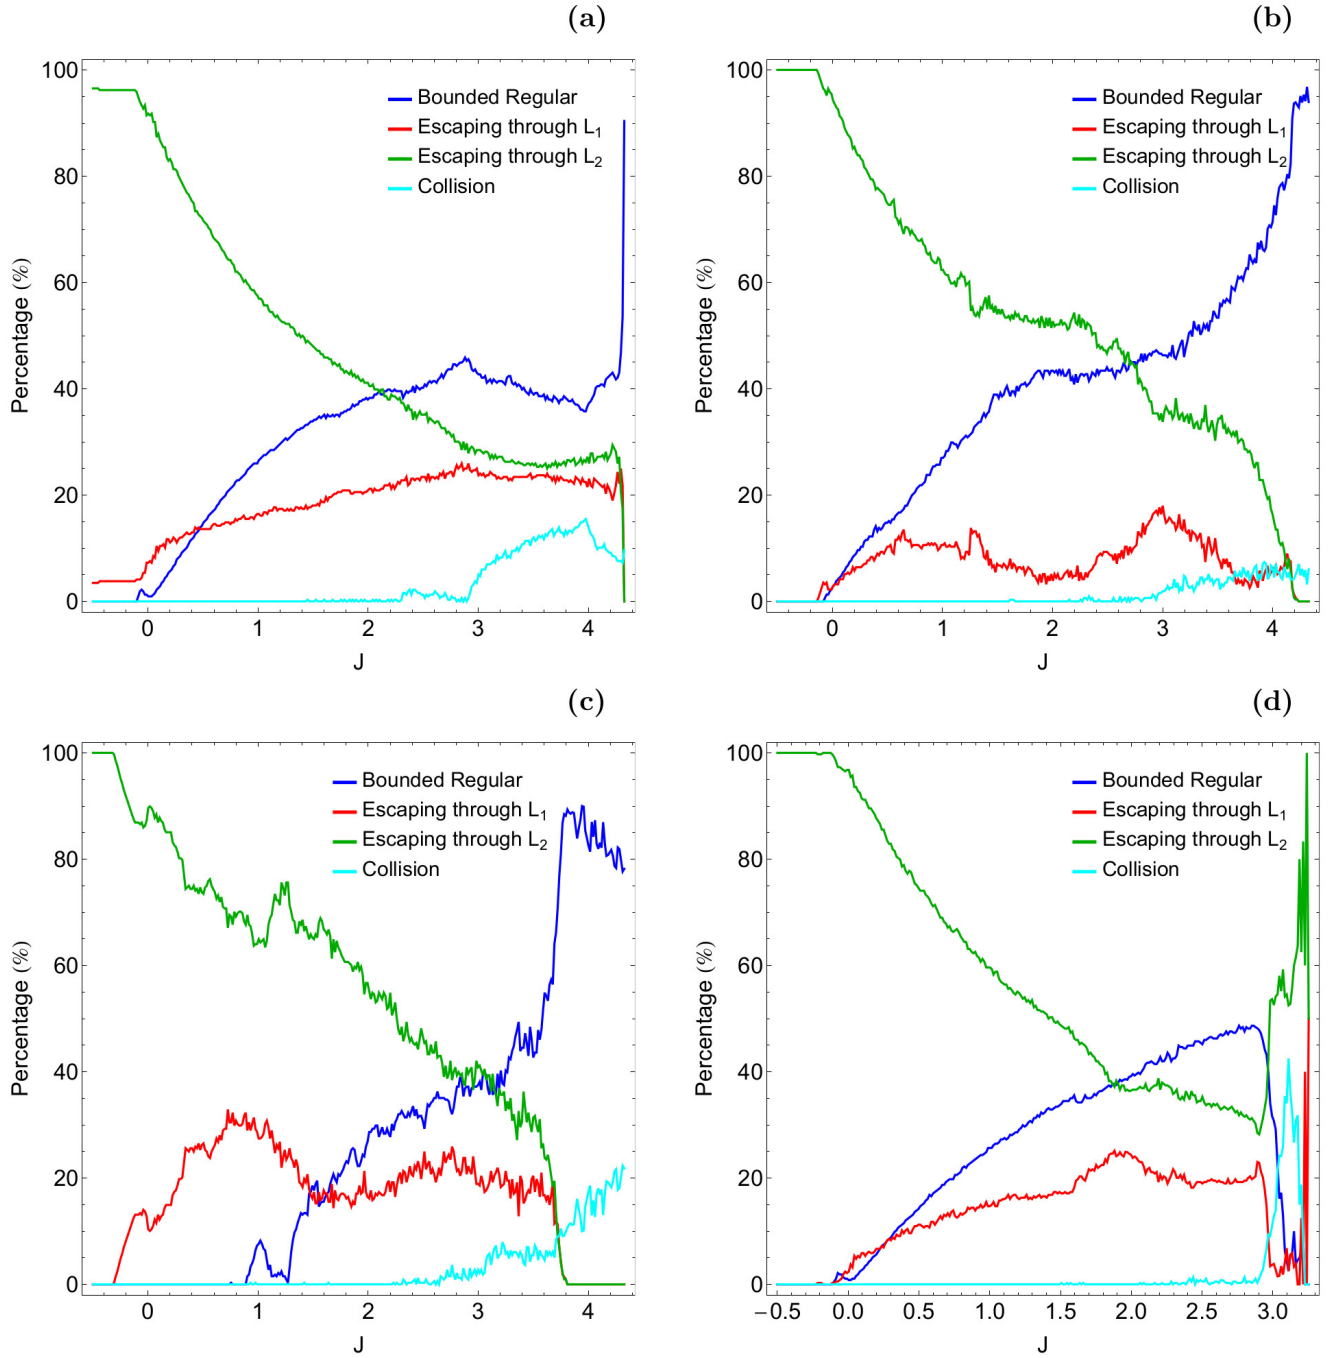 (a)
100
80
60
40
20
0
Percentage (%)
Bounded Regular
Escaping through L₁
Escaping through L₂
Collision
0 1 2 3 4
J
(b)
100
80
60
40
20
0
Percentage (%)
Bounded Regular
Escaping through L₁
Escaping through L₂
Collision
0 1 2 3 4
J
(c)
100
80
60
40
20
0
Percentage (%)
Bounded Regular
Escaping through L₁
Escaping through L₂
Collision
0 1 2 3 4
J
(d)
100
80
60
40
20
0
Percentage (%)
Bounded Regular
Escaping through L₁
Escaping through L₂
Collision
−0.5 0.0 0.5 1.0 1.5 2.0 2.5 3.0
J